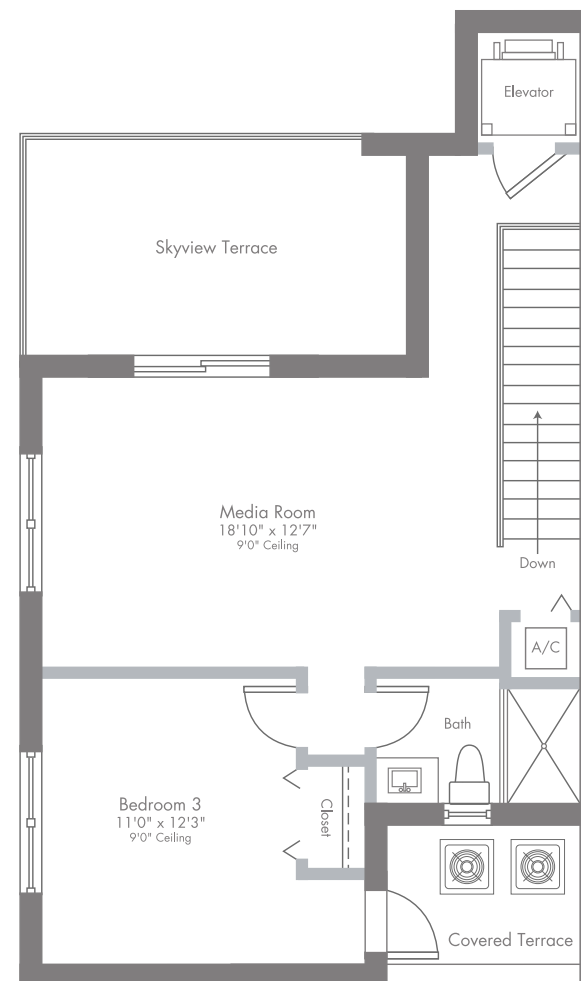 Elevator
Skyview Terrace
Media Room
18'10" x 12'7"
9'0" Ceiling
Down
A/C
Bath
Bedroom 3
11'0" x 12'3"
9'0" Ceiling
Closet
Covered Terrace